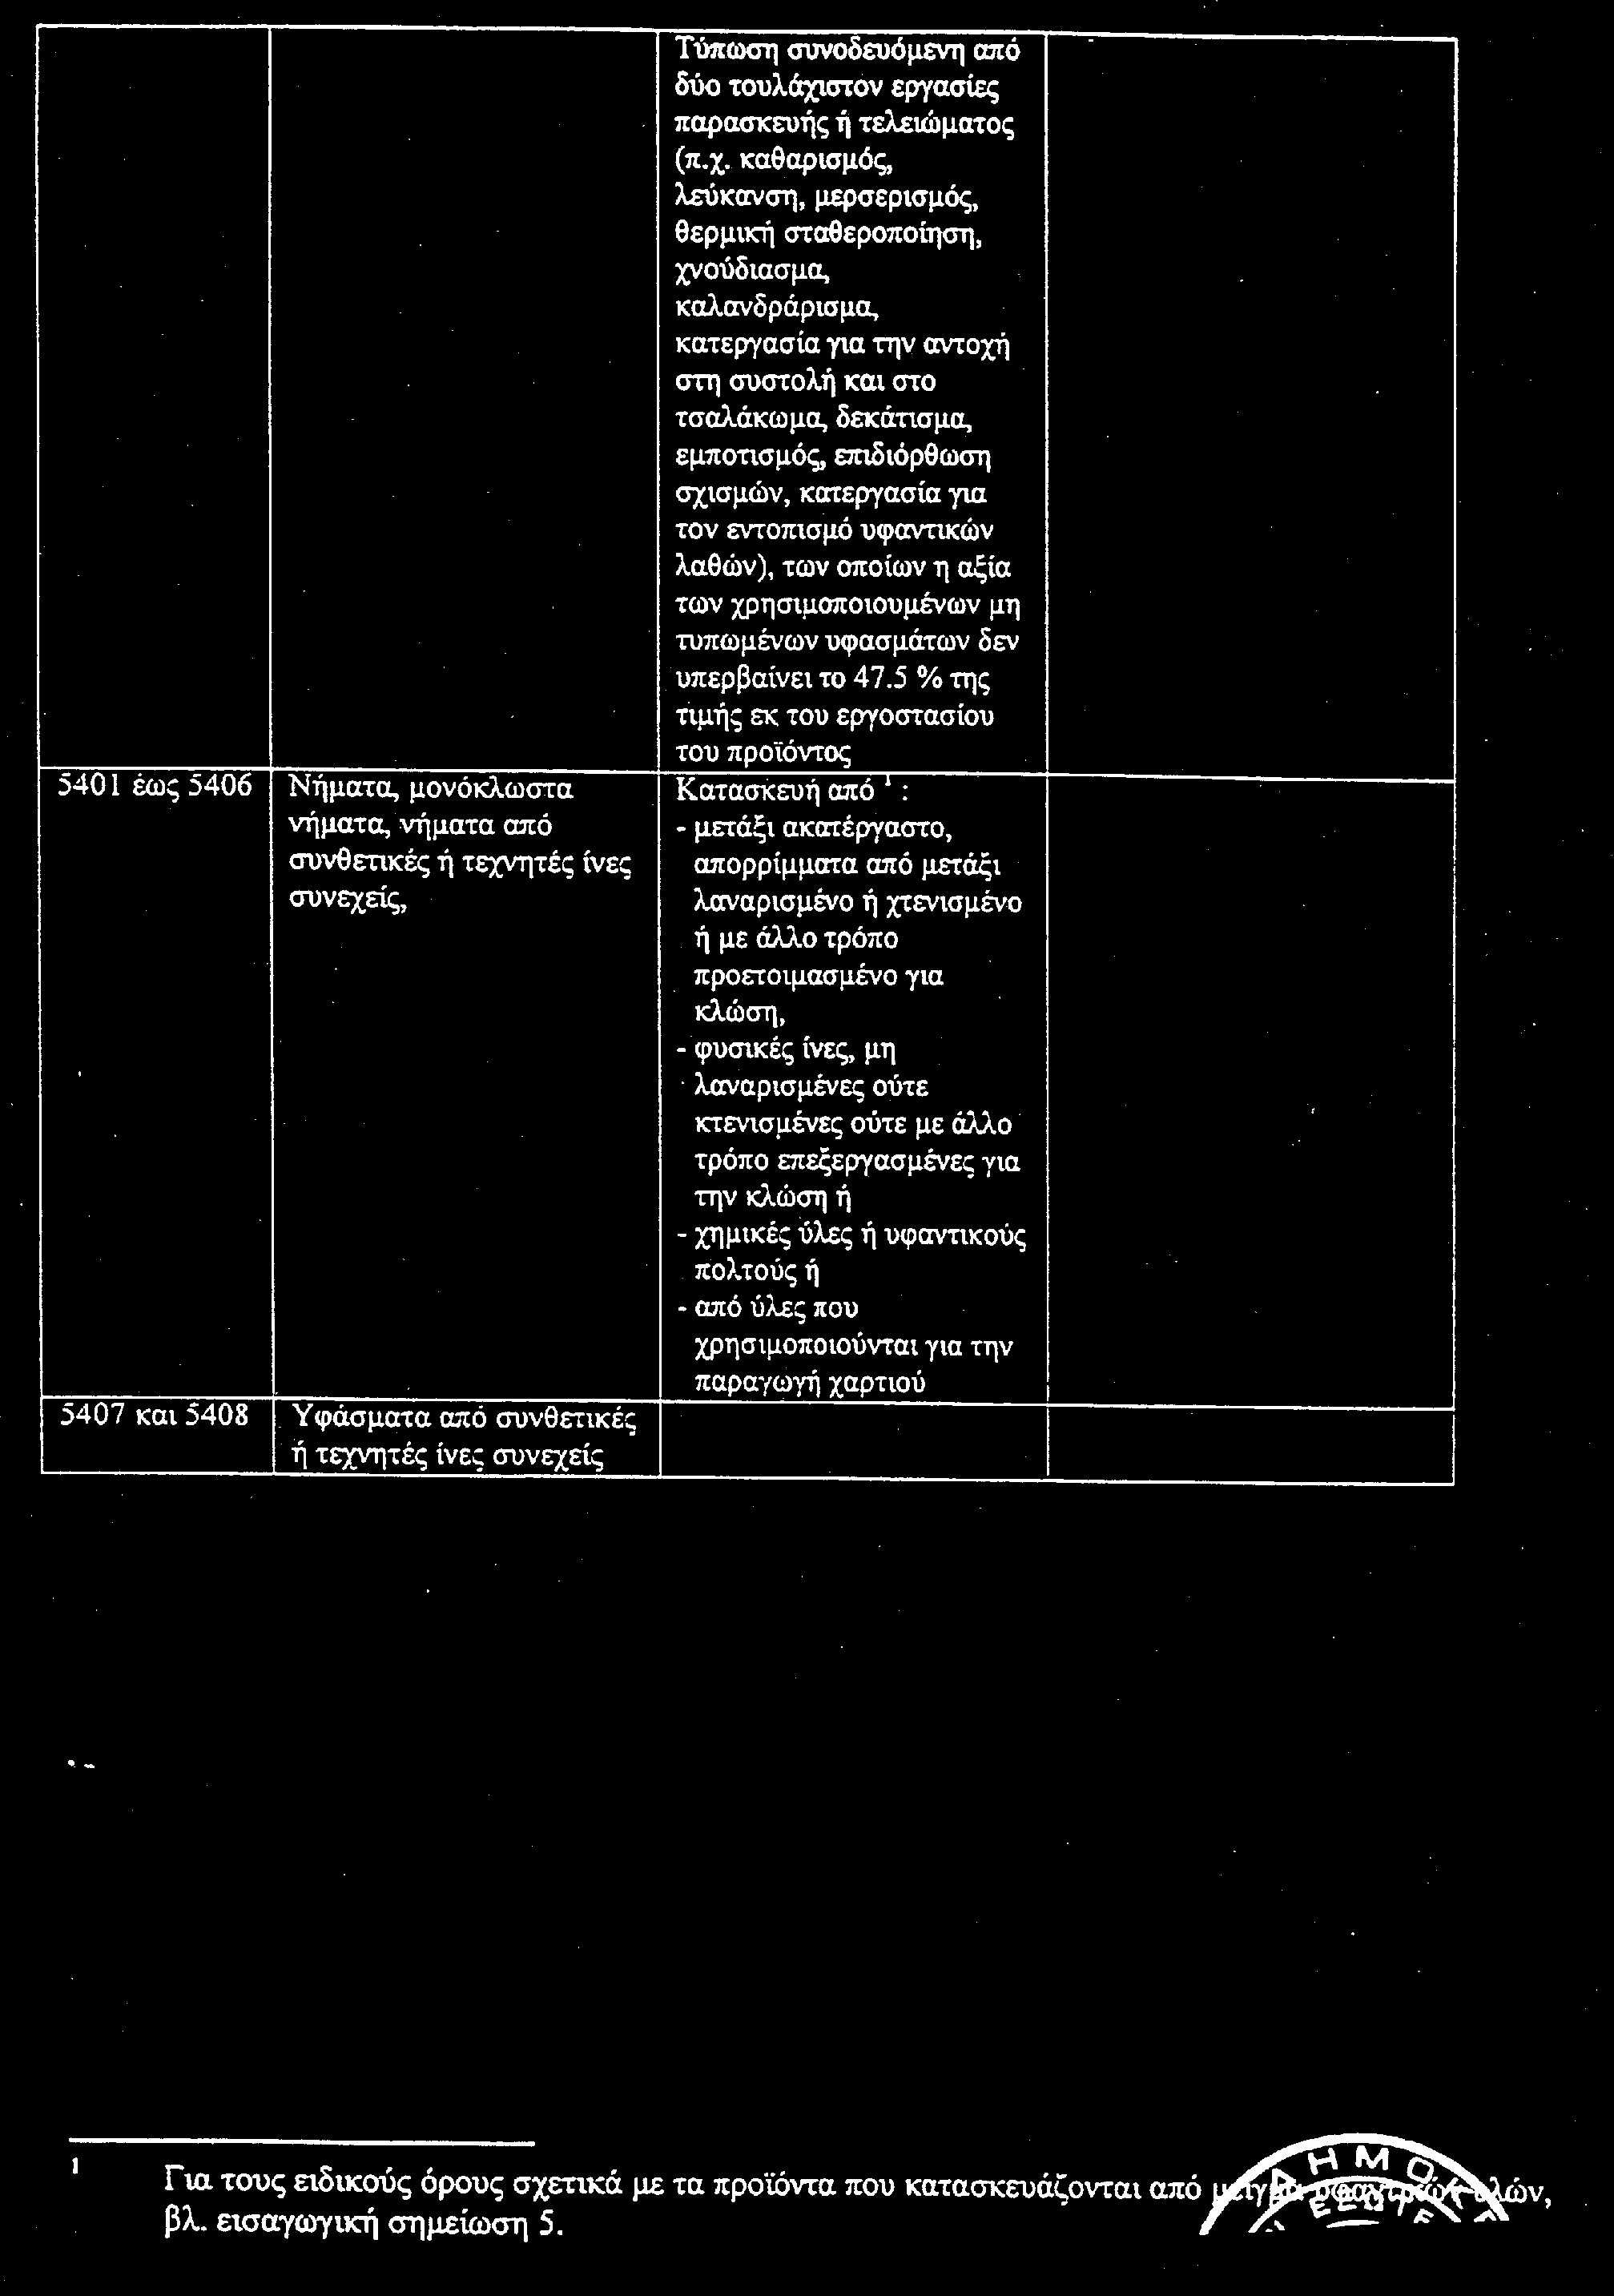 Τύπωση συνοδευόμενη από
δύο τουλάχιστον εργασίες
παρασκευής ή τελειώματος
(π.χ. καθαρισμός,
λεύκανση, μερσερισμός,
θερμική σταθεροποίηση,
χνούδιασμα,
καλανδράρισμα,
κατεργασία για την αντοχή
στη συστολή και στο
τσαλάκωμα, δεκάτισμα,
εμποτισμός, επιδιόρθωση
σχισμών, κατεργασία για
τον εντοπισμό υφαντικών
λαθών), των οποίων η αξία
των χρησιμοποιουμένων μη
τυπωμένων υφασμάτων δεν
υπερβαίνει το 47.5 % της
τιμής εκ του εργοστασίου
του προϊόντος
5401 έως 5406
Νήματα, μονόκλωστα
νήματα, νήματα από
συνθετικές ή τεχνητές ίνες
συνεχείς,
Κατασκευή από ¹ :
- μετάξι ακατέργαστο,
απορρίμματα από μετάξι
λαναρισμένο ή χτενισμένο
ή με άλλο τρόπο
προετοιμασμένο για
κλώση,
- φυσικές ίνες, μη
λαναρισμένες ούτε
κτενισμένες ούτε με άλλο
τρόπο επεξεργασμένες για
την κλώση ή
- χημικές ύλες ή υφαντικούς
πολτούς ή
- από ύλες που
χρησιμοποιούνται για την
παραγωγή χαρτιού
5407 και 5408
Υφάσματα από συνθετικές
ή τεχνητές ίνες συνεχείς
1 Για τους ειδικούς όρους σχετικά με τα προϊόντα που κατασκευάζονται από
βλ. εισαγωγική σημείωση 5.